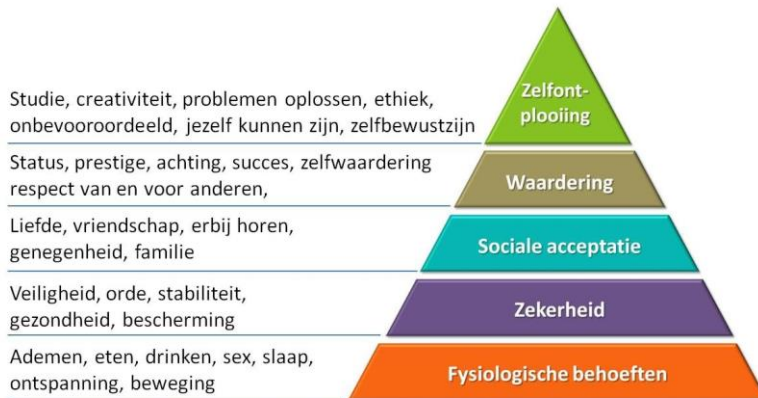 Studie, creativiteit, problemen oplossen, ethiek,
onbevooroordeeld, jezelf kunnen zijn, zelfbewustzijn
Zelfont-
plooiing
Status, prestige, achting, succes, zelfwaardering
respect van en voor anderen,
Waardering
Liefde, vriendschap, erbij horen,
genegenheid, familie
Sociale acceptatie
Veiligheid, orde, stabiliteit,
gezondheid, bescherming
Zekerheid
Ademen, eten, drinken, sex, slaap,
ontspanning, beweging
Fysiologische behoeften